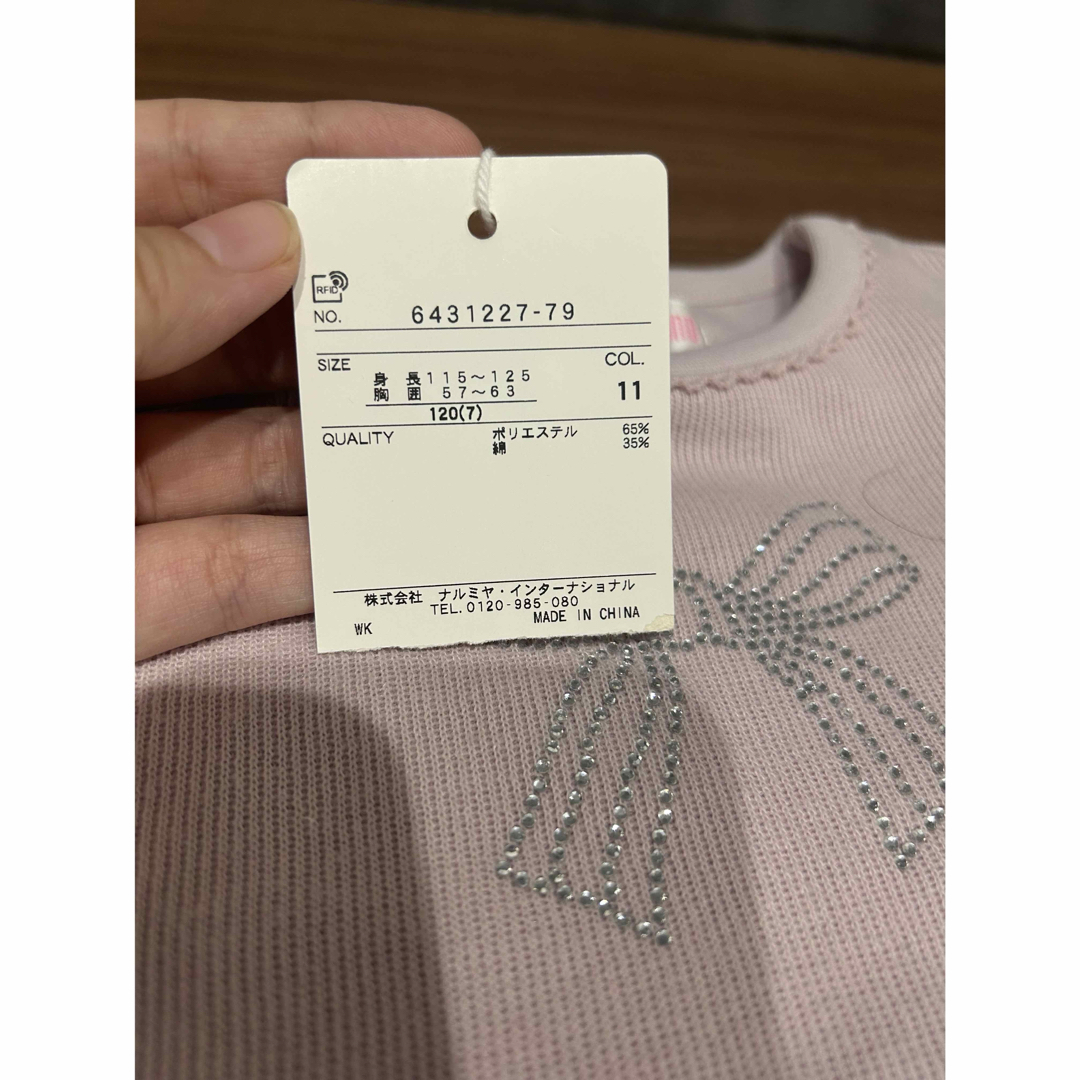 RFID
NO. 6431227-79
SIZE COL.
身長 115〜125
胸囲 57〜63
120(7) 11
QUALITY ポリエステル 65%
綿 35%
株式会社 ナルミヤ・インターナショナル
TEL.0120-985-080
WK MADE IN CHINA